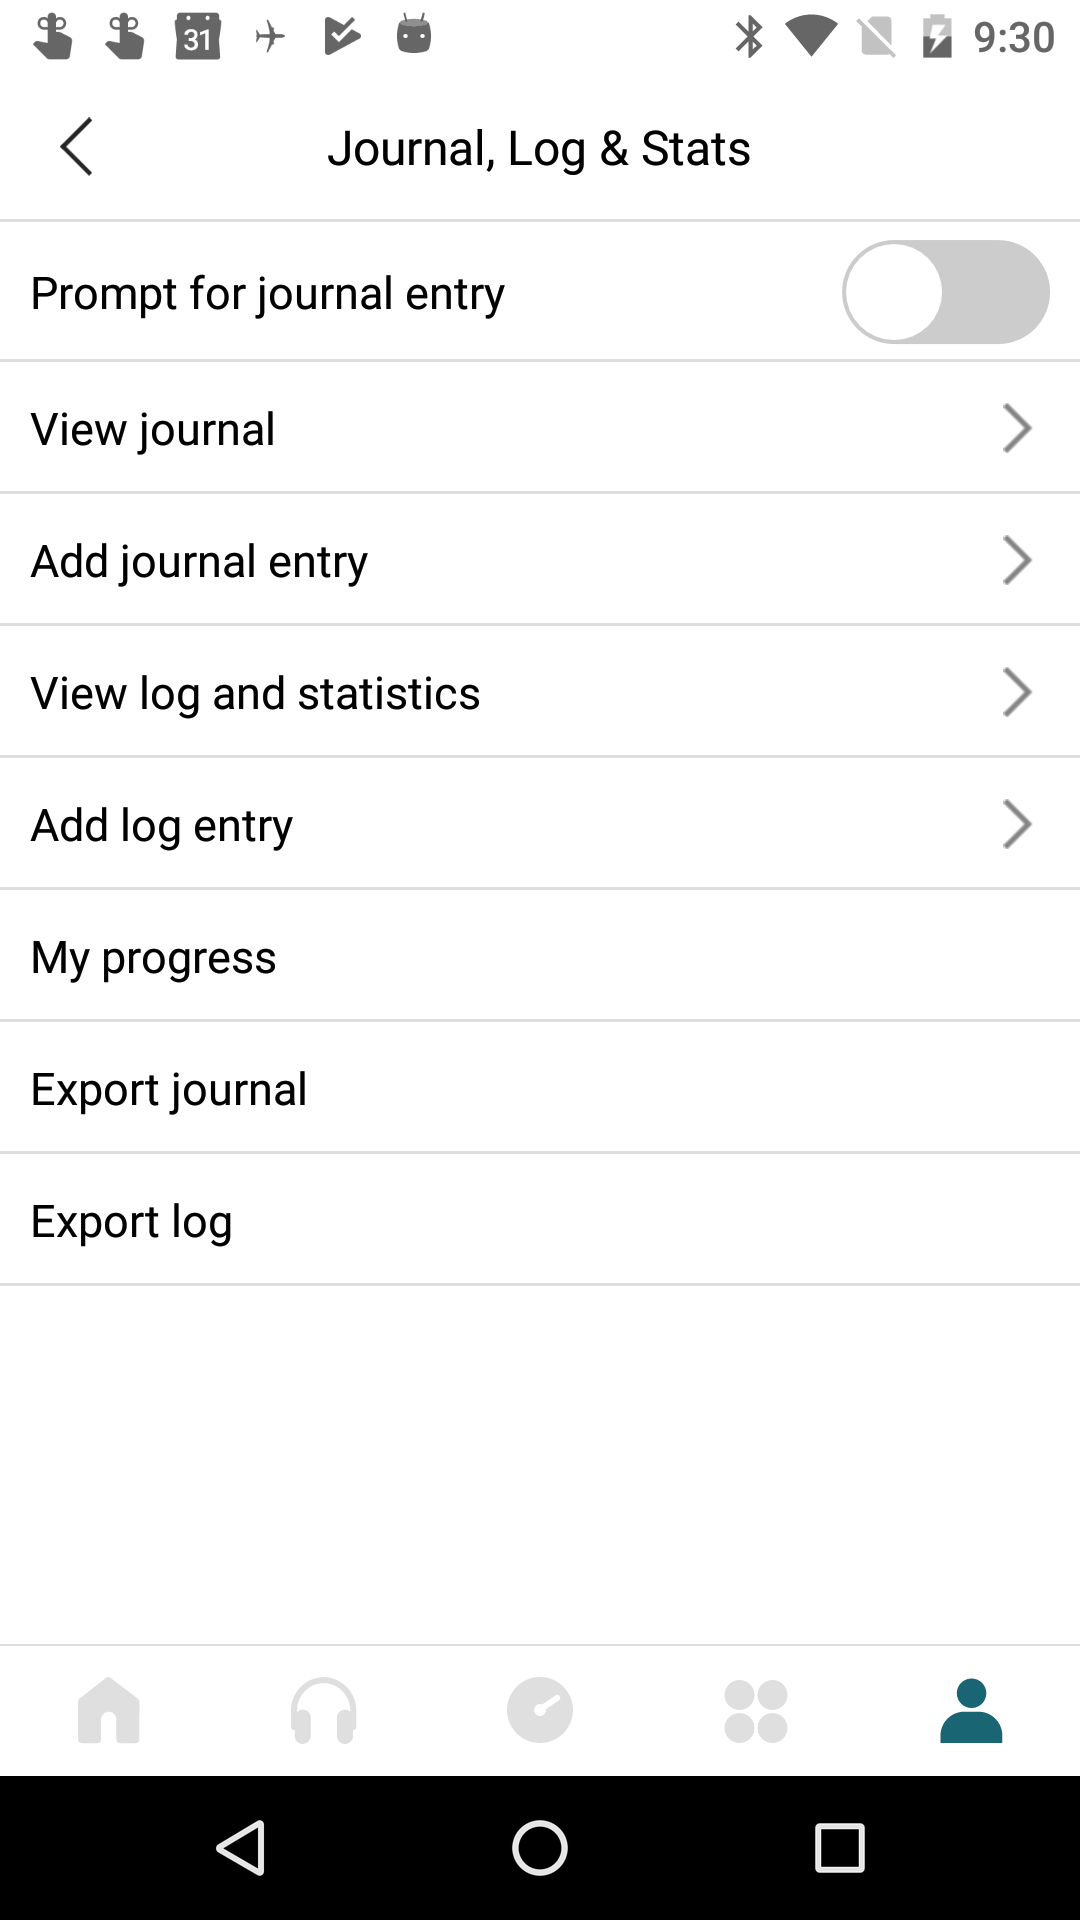 31 9:30
Journal, Log & Stats
Prompt for journal entry
View journal
Add journal entry
View log and statistics
Add log entry
My progress
Export journal
Export log